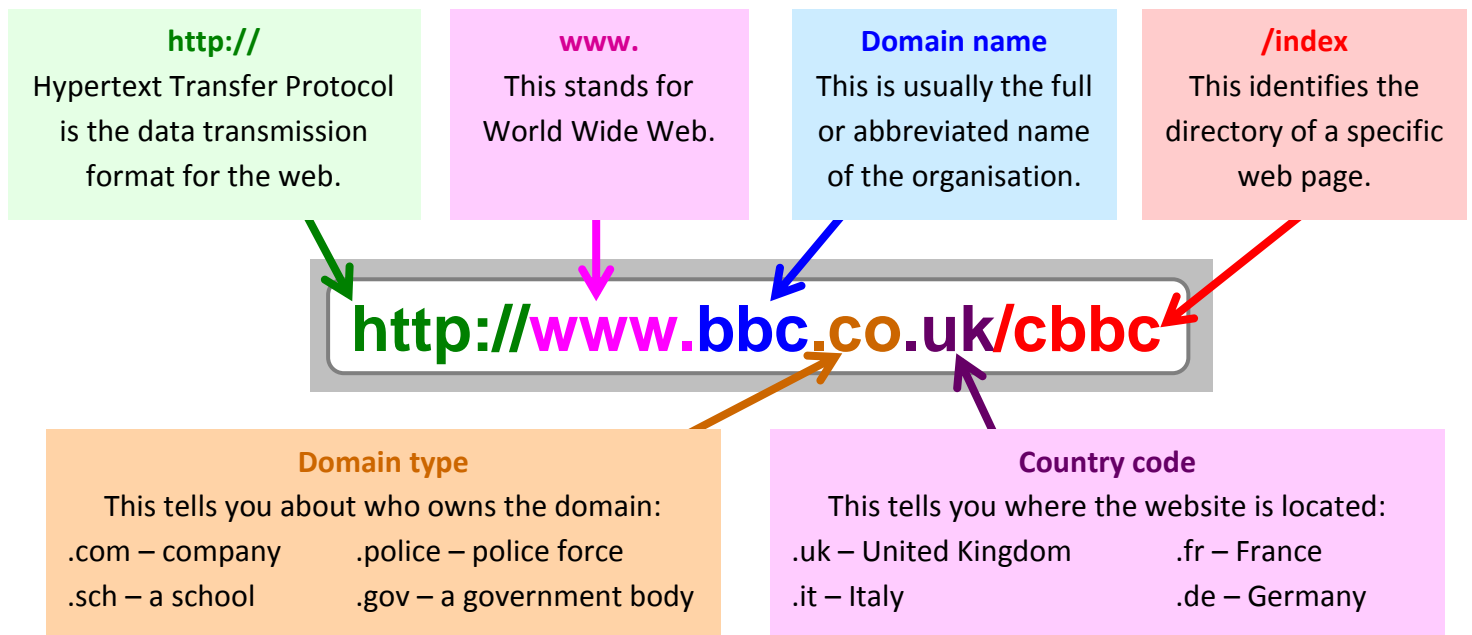 http://
Hypertext Transfer Protocol
is the data transmission
format for the web.
www.
This stands for
World Wide Web.
Domain name
This is usually the full
or abbreviated name
of the organisation.
/index
This identifies the
directory of a specific
web page.
http://www.bbc.co.uk/cbbc
Domain type
This tells you about who owns the domain:
.com – company .police – police force
.sch – a school .gov – a government body
Country code
This tells you where the website is located:
.uk – United Kingdom .fr – France
.it – Italy .de – Germany